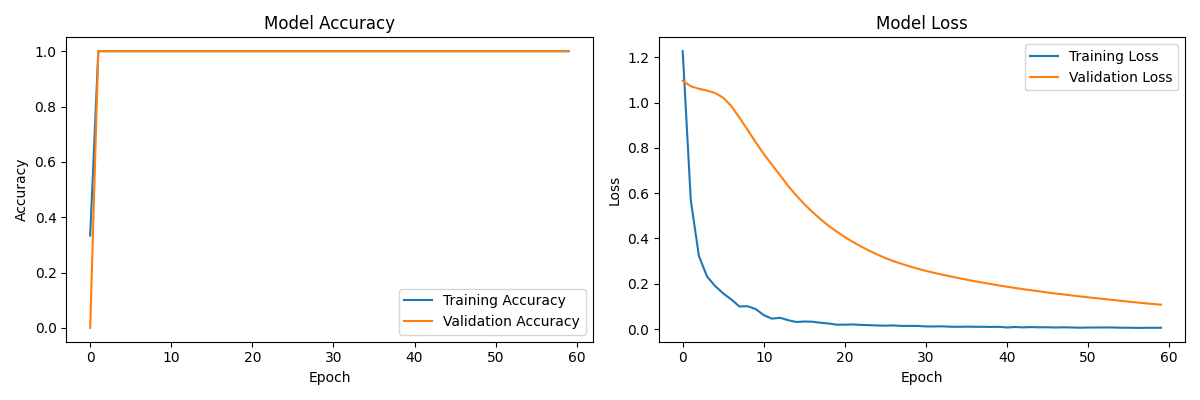 Model Accuracy
1.0
0.8
0.6
0.4
0.2
0.0
Accuracy
0 10 20 30 40 50 60
Epoch
Training Accuracy
Validation Accuracy
Model Loss
1.2
1.0
0.8
0.6
0.4
0.2
0.0
Loss
0 10 20 30 40 50 60
Epoch
Training Loss
Validation Loss